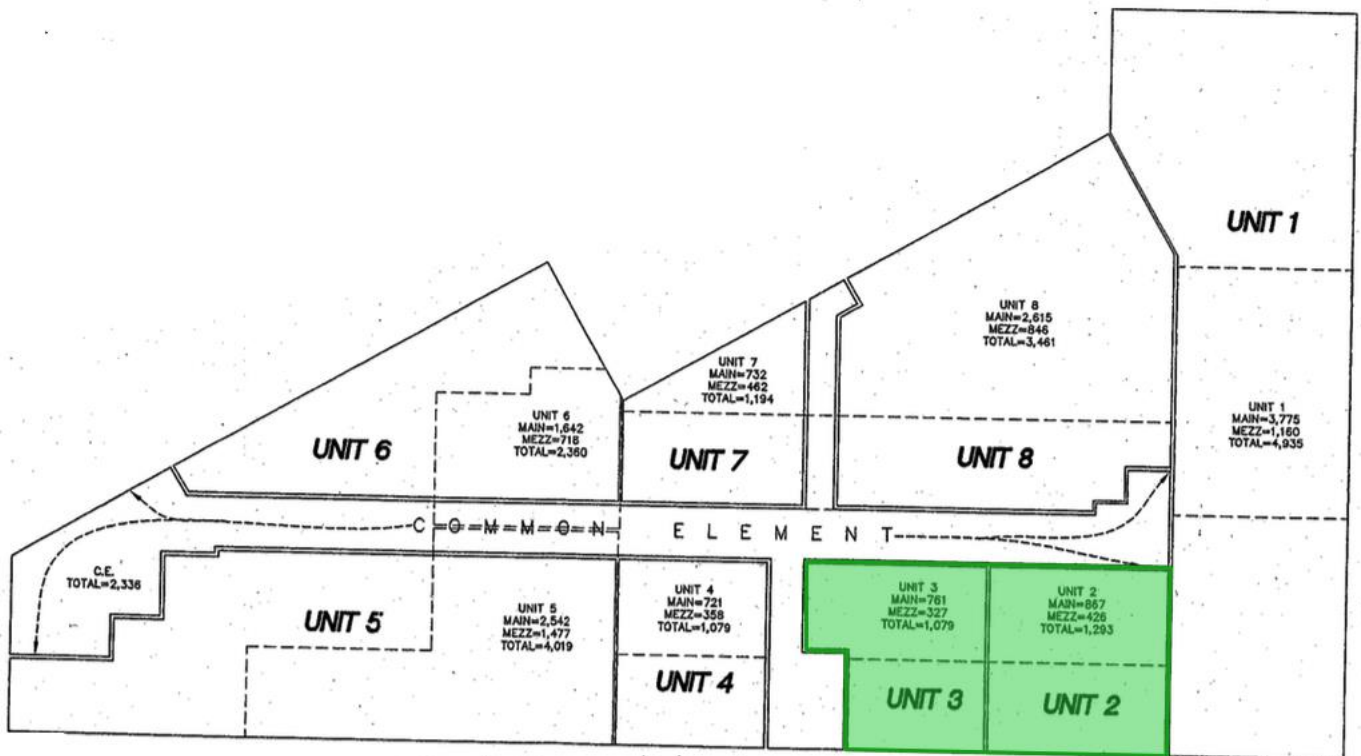 UNIT 1
UNIT 8
MAIN=2,615
MEZZ=846
TOTAL=3,461
UNIT 7
MAIN=732
MEZZ=462
TOTAL=1,194
UNIT 1
MAIN=3,775
MEZZ=1,160
TOTAL=4,935
UNIT 6
MAIN=1,642
MEZZ=718
TOTAL=2,360
UNIT 6
UNIT 7
UNIT 8
COMMON ELEMENT
C.E.
TOTAL=2,336
UNIT 5
UNIT 5
MAIN=2,542
MEZZ=1,477
TOTAL=4,019
UNIT 4
MAIN=721
MEZZ=358
TOTAL=1,079
UNIT 3
MAIN=761
MEZZ=327
TOTAL=1,079
UNIT 2
MAIN=867
MEZZ=426
TOTAL=1,293
UNIT 4
UNIT 3
UNIT 2